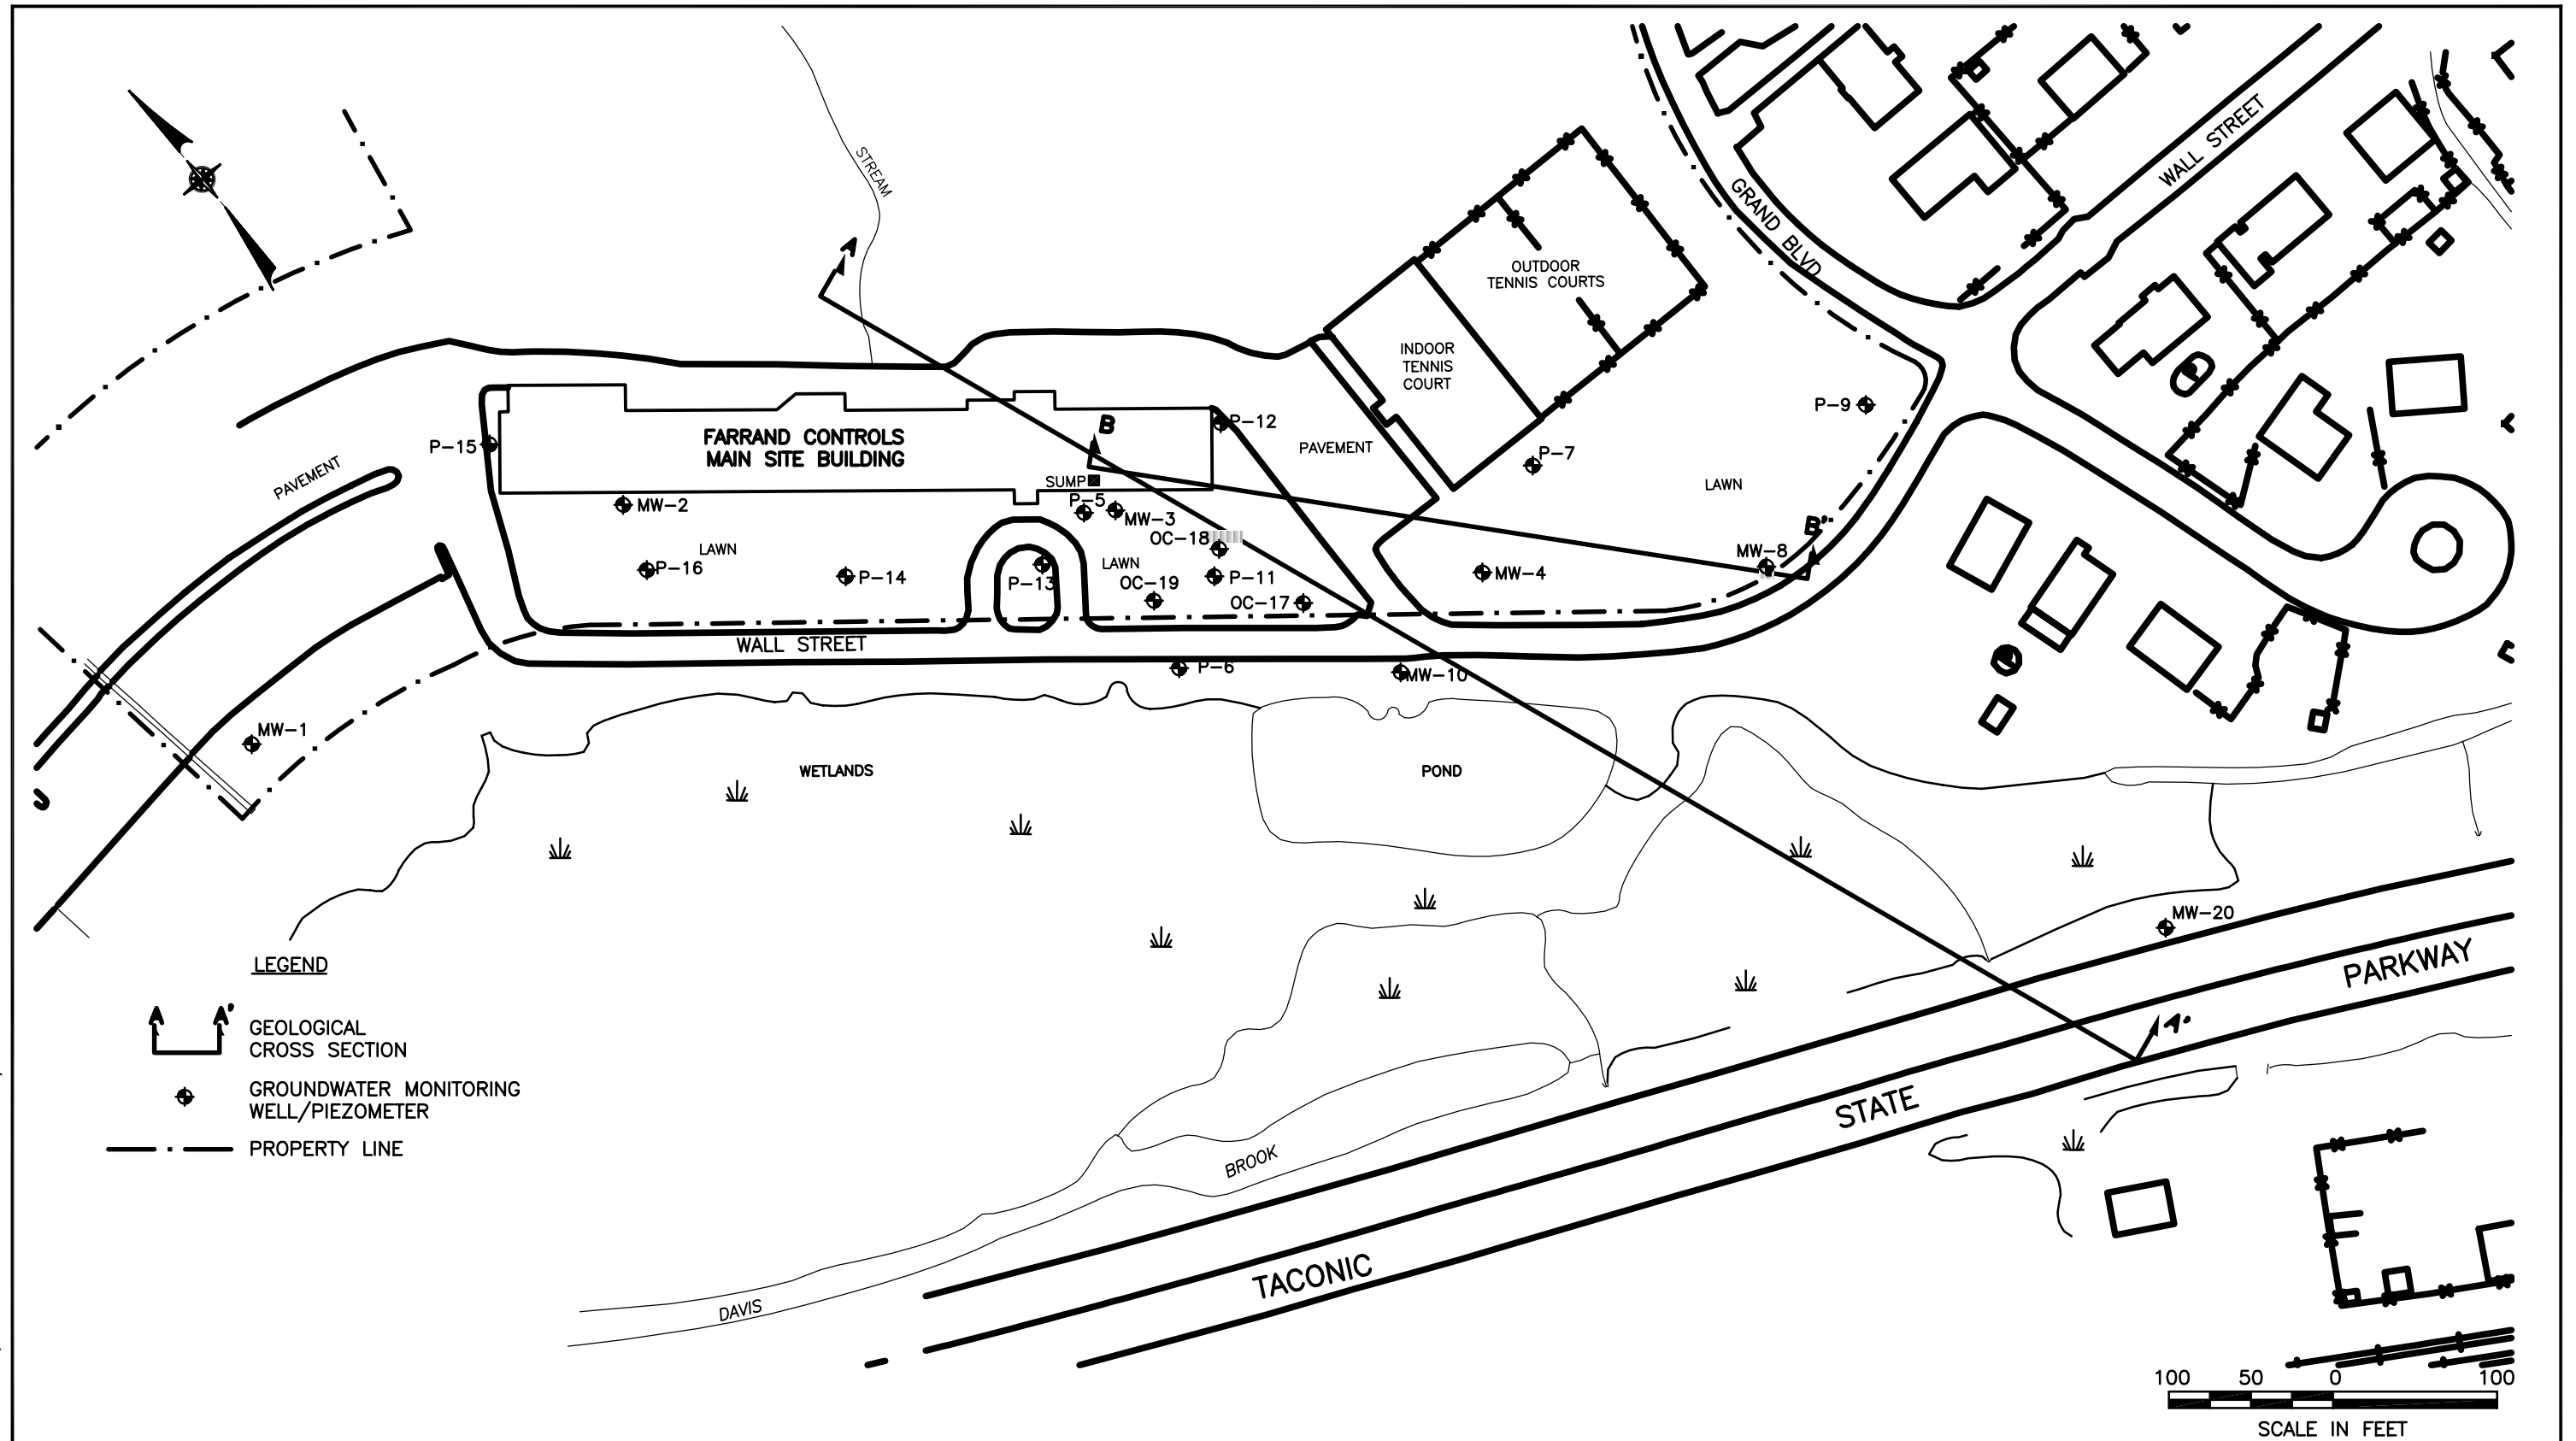 STREAM
A
GRAND BLVD
WALL STREET
OUTDOOR
TENNIS COURTS
INDOOR
TENNIS
COURT
P-9
P-12
B
FARRAND CONTROLS
MAIN SITE BUILDING
P-15
PAVEMENT
P-7
PAVEMENT
SUMP
LAWN
MW-2
P-5
MW-3
B'
OC-18
LAWN
MW-8
P-16
P-14
P-13
LAWN
OC-19
P-11
MW-4
OC-17
WALL STREET
P-6
MW-10
MW-1
WETLANDS
POND
MW-20
PARKWAY
LEGEND
A A'
GEOLOGICAL
CROSS SECTION
A'
GROUNDWATER MONITORING
WELL/PIEZOMETER
STATE
PROPERTY LINE
BROOK
TACONIC
DAVIS
100 50 0 100
SCALE IN FEET